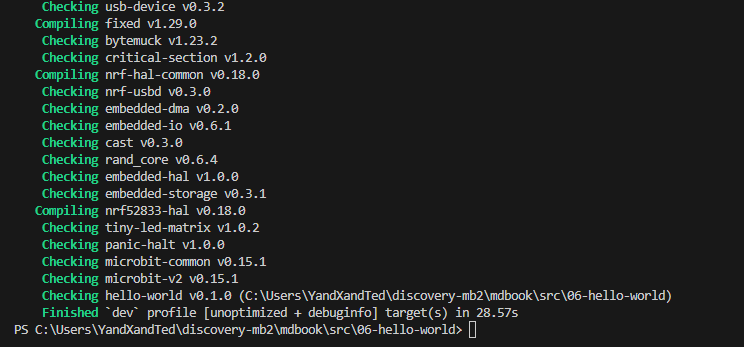 Checking usb-device v0.3.2
Compiling fixed v1.29.0
Checking bytemuck v1.23.2
Checking critical-section v1.2.0
Compiling nrf-hal-common v0.18.0
Checking nrf-usbd v0.3.0
Checking embedded-dma v0.2.0
Checking embedded-io v0.6.1
Checking cast v0.3.0
Checking rand_core v0.6.4
Checking embedded-hal v1.0.0
Checking embedded-storage v0.3.1
Compiling nrf52833-hal v0.18.0
Checking tiny-led-matrix v1.0.2
Checking panic-halt v1.0.0
Checking microbit-common v0.15.1
Checking microbit-v2 v0.15.1
Checking hello-world v0.1.0 (C:\Users\YandXandTed\discovery-mb2\mdbook\src\06-hello-world)
Finished `dev` profile [unoptimized + debuginfo] target(s) in 28.57s
PS C:\Users\YandXandTed\discovery-mb2\mdbook\src\06-hello-world>